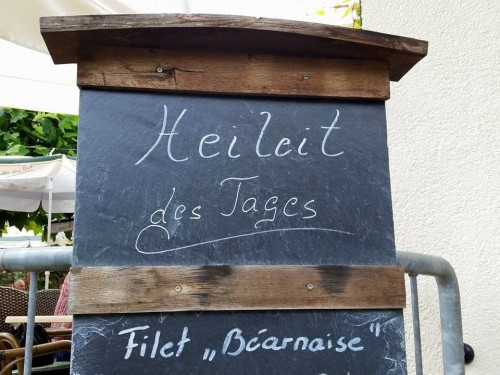 Heileit
des Tages
Filet „Béarnaise"